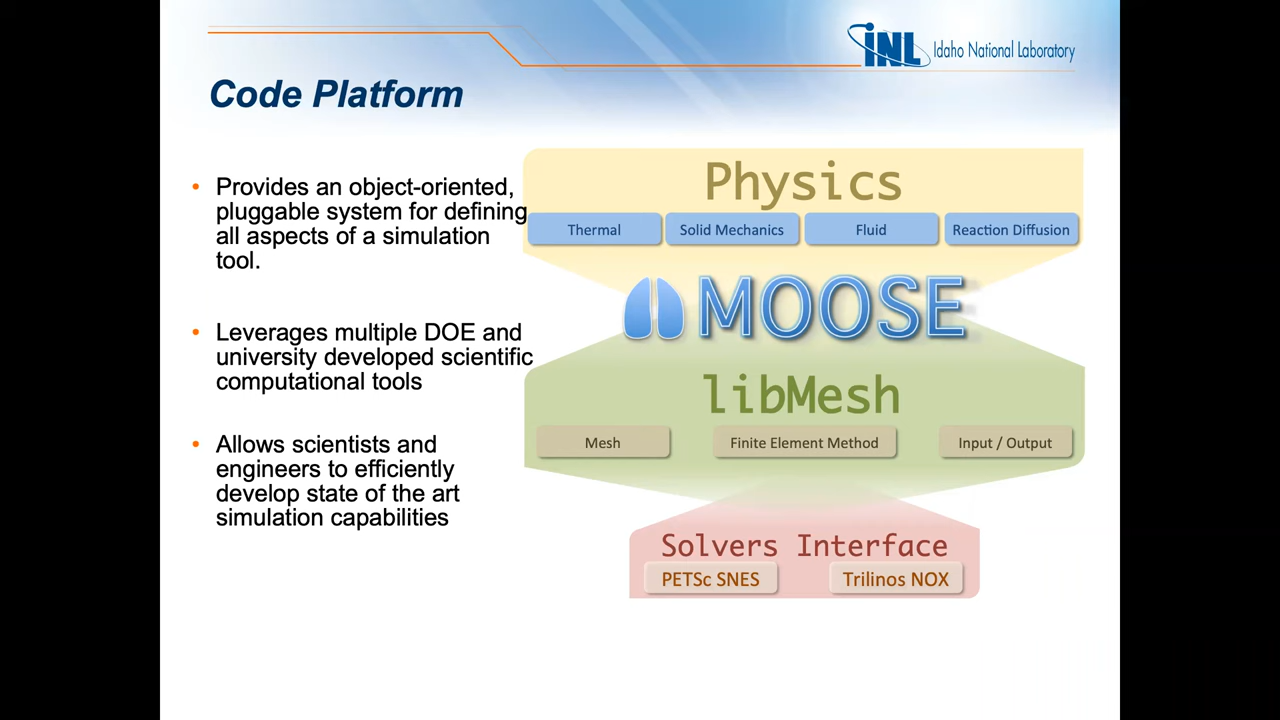 INL Idaho National Laboratory
Code Platform
• Provides an object-oriented,
pluggable system for defining
all aspects of a simulation
tool.
• Leverages multiple DOE and
university developed scientific
computational tools
• Allows scientists and
engineers to efficiently
develop state of the art
simulation capabilities
Physics
Thermal Solid Mechanics Fluid Reaction Diffusion
MOOSE
libMesh
Mesh Finite Element Method Input / Output
Solvers Interface
PETSc SNES Trilinos NOX